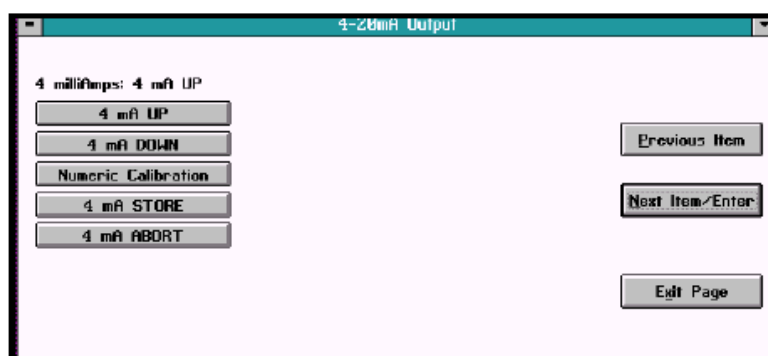 4-20mA Output
4 milliAmps: 4 mA UP
4 mA UP
4 mA DOWN
Numeric Calibration
4 mA STORE
4 mA ABORT
Previous Item
Next Item/Enter
Exit Page